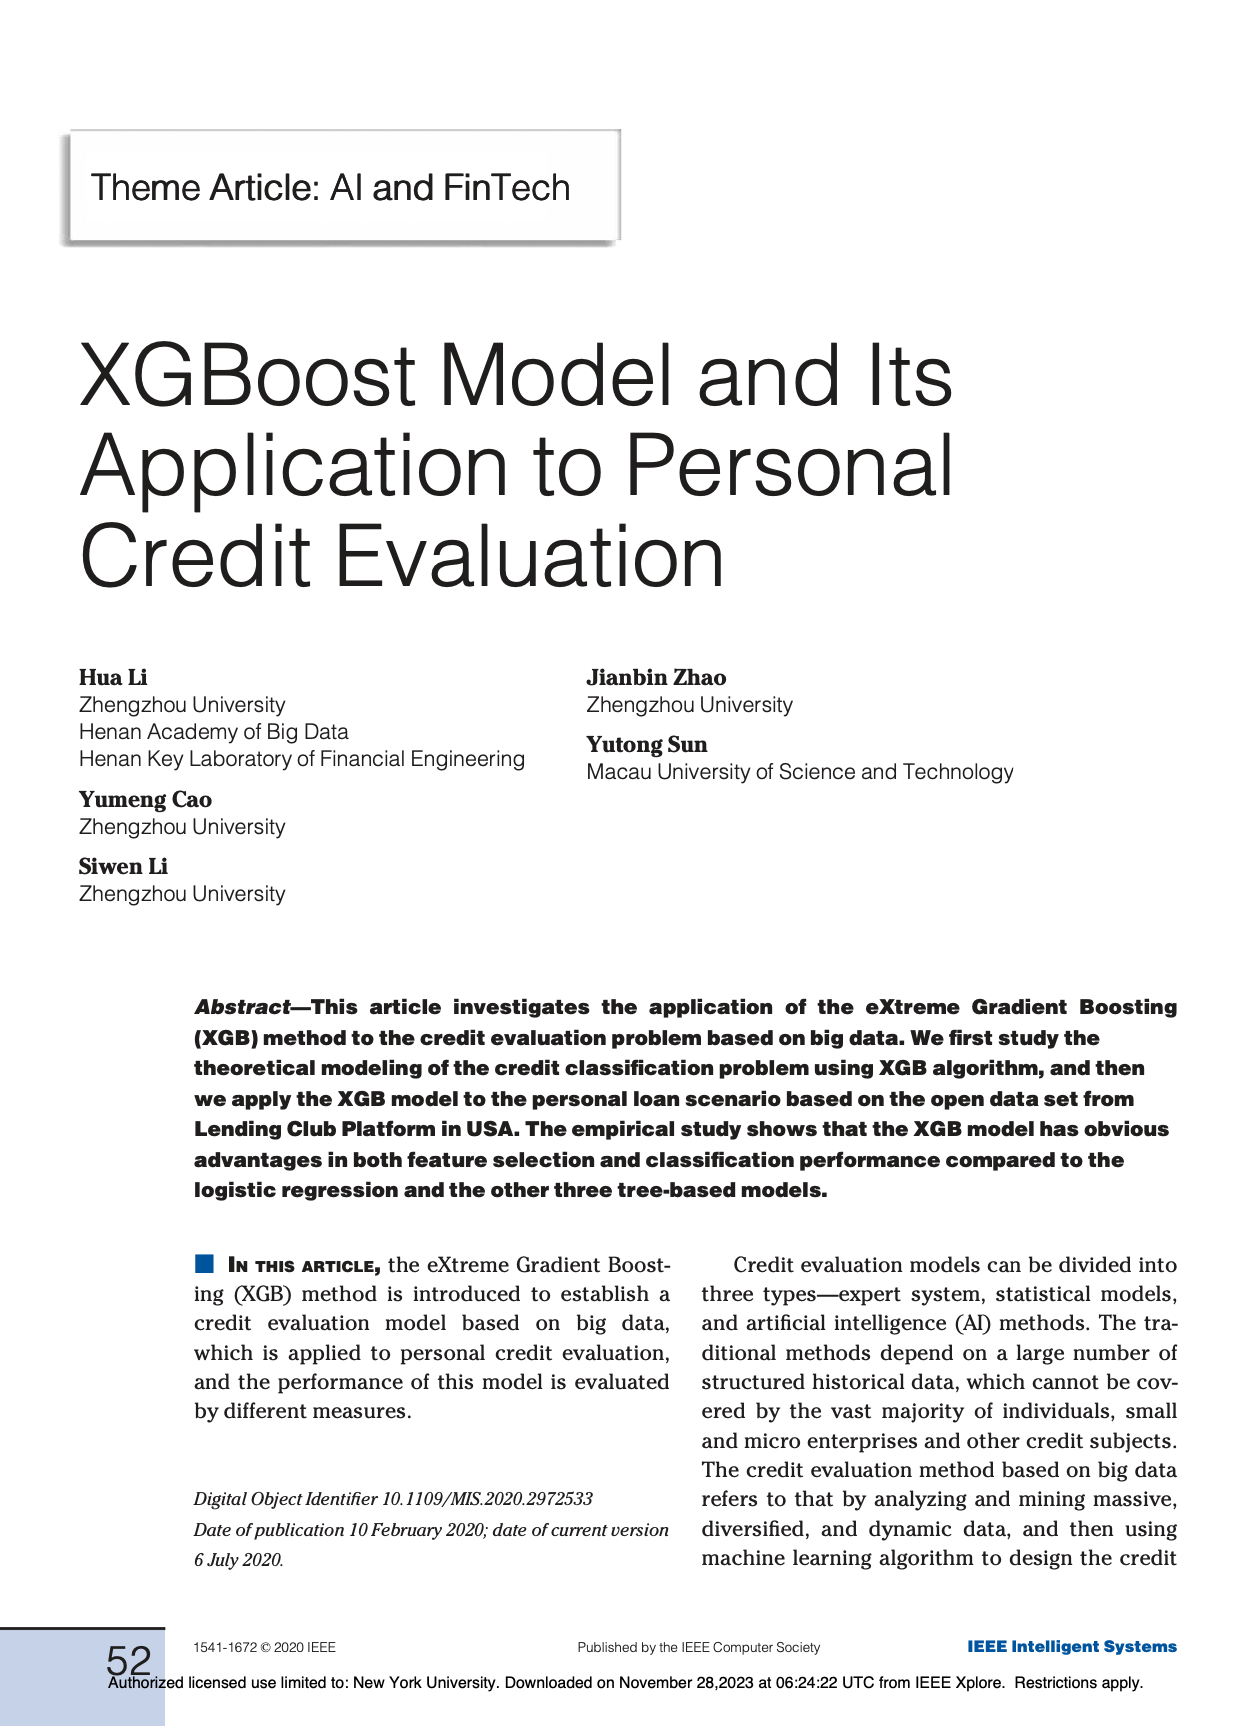 Theme Article: AI and FinTech
XGBoost Model and Its
Application to Personal
Credit Evaluation
Hua Li
Zhengzhou University
Henan Academy of Big Data
Henan Key Laboratory of Financial Engineering
Yumeng Cao
Zhengzhou University
Siwen Li
Zhengzhou University
Jianbin Zhao
Zhengzhou University
Yutong Sun
Macau University of Science and Technology
Abstract—This article investigates the application of the eXtreme Gradient Boosting
(XGB) method to the credit evaluation problem based on big data. We first study the
theoretical modeling of the credit classification problem using XGB algorithm, and then
we apply the XGB model to the personal loan scenario based on the open data set from
Lending Club Platform in USA. The empirical study shows that the XGB model has obvious
advantages in both feature selection and classification performance compared to the
logistic regression and the other three tree-based models.
IN THIS ARTICLE, the eXtreme Gradient Boost-
ing (XGB) method is introduced to establish a
credit evaluation model based on big data,
which is applied to personal credit evaluation,
and the performance of this model is evaluated
by different measures.
Digital Object Identifier 10.1109/MIS.2020.2972533
Date of publication 10 February 2020; date of current version
6 July 2020.
Credit evaluation models can be divided into
three types—expert system, statistical models,
and artificial intelligence (AI) methods. The tra-
ditional methods depend on a large number of
structured historical data, which cannot be cov-
ered by the vast majority of individuals, small
and micro enterprises and other credit subjects.
The credit evaluation method based on big data
refers to that by analyzing and mining massive,
diversified, and dynamic data, and then using
machine learning algorithm to design the credit
52
1541-1672 © 2020 IEEE
Published by the IEEE Computer Society
IEEE Intelligent Systems
Authorized licensed use limited to: New York University. Downloaded on November 28,2023 at 06:24:22 UTC from IEEE Xplore. Restrictions apply.